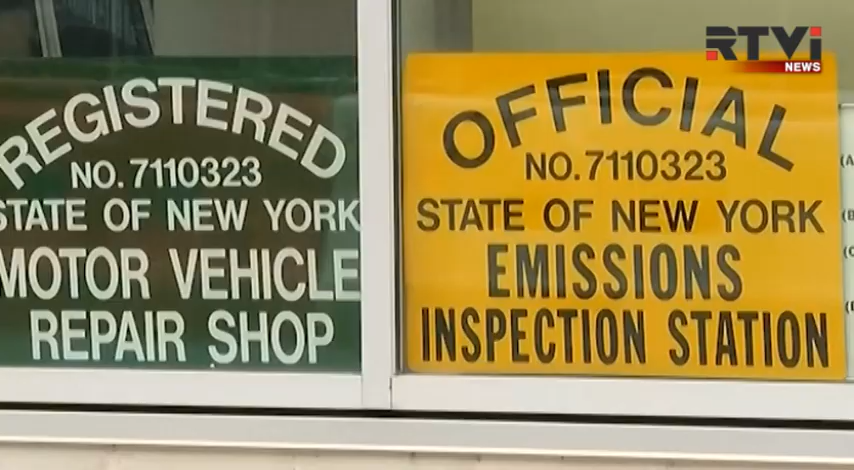 REGISTERED
NO. 7110323
STATE OF NEW YORK
MOTOR VEHICLE
REPAIR SHOP
OFFICIAL
NO. 7110323
STATE OF NEW YORK
EMISSIONS
INSPECTION STATION
RTVi
NEWS